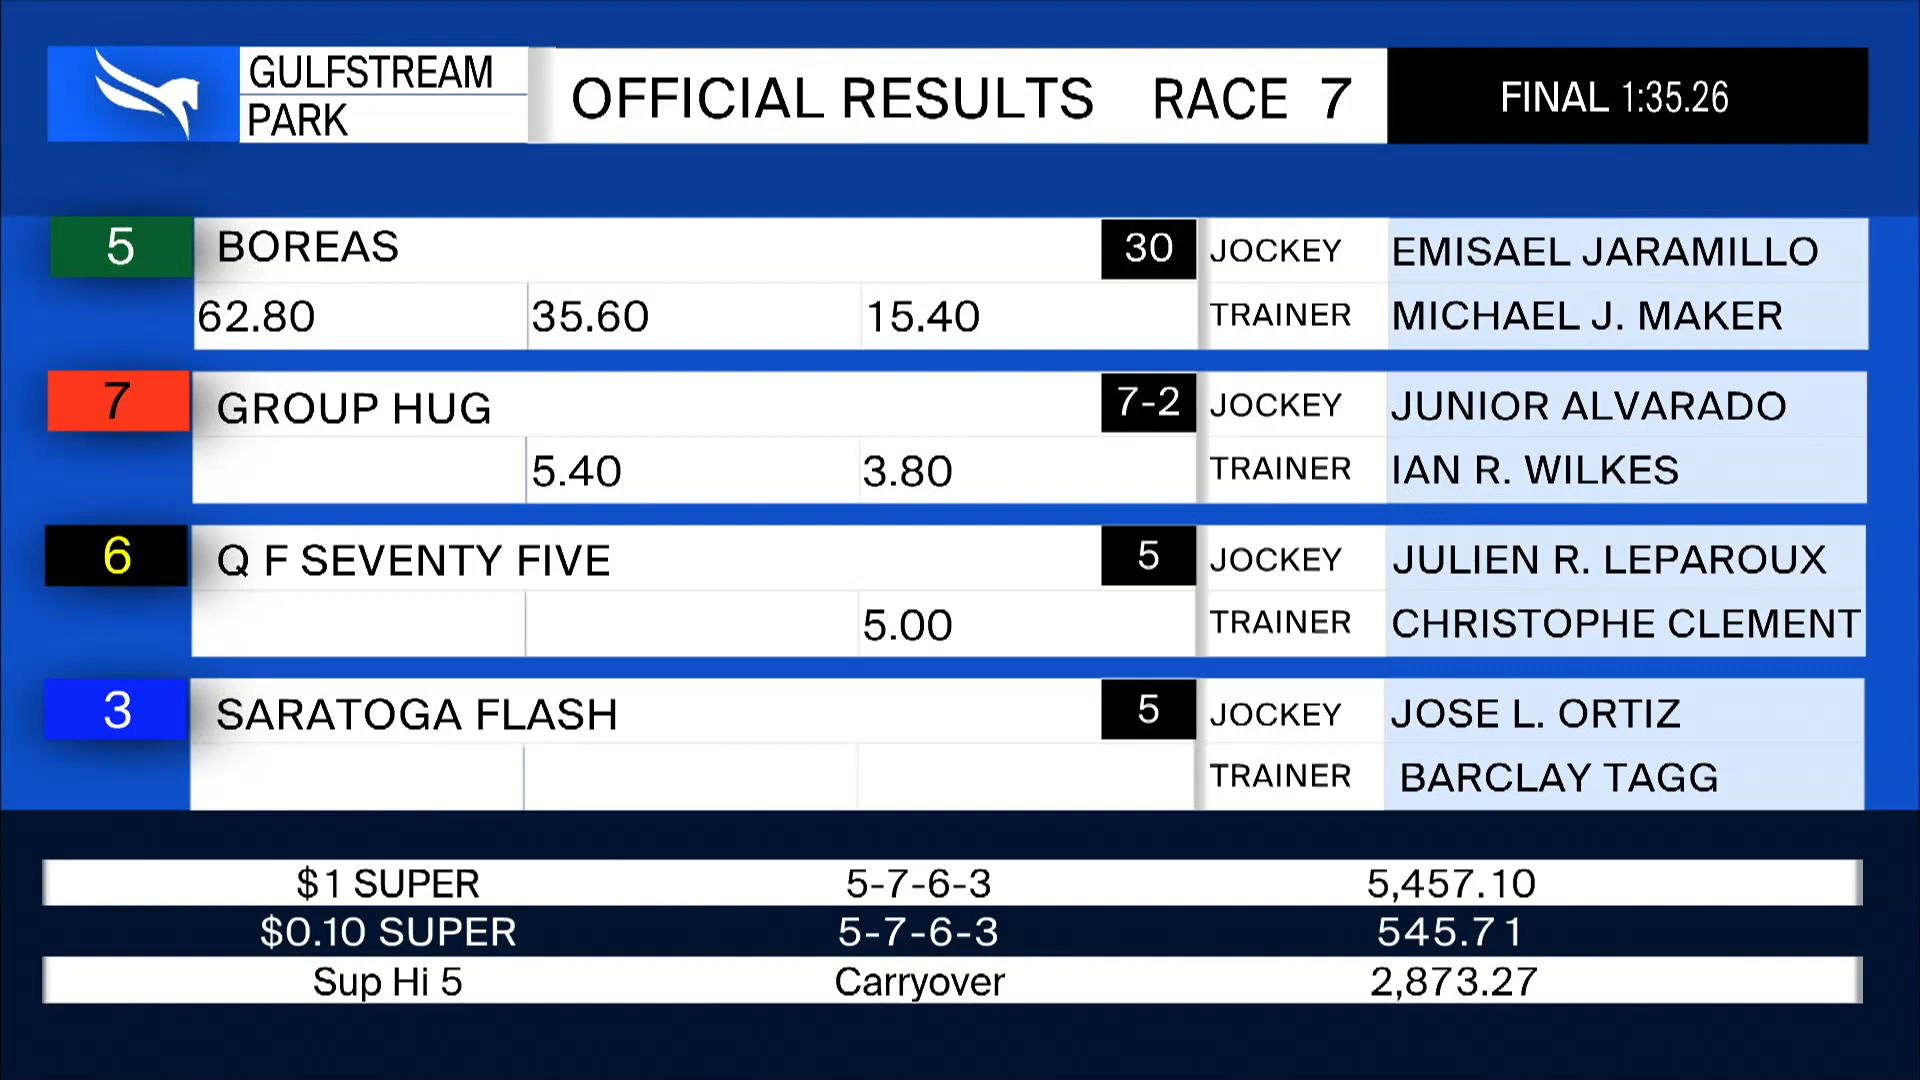 GULFSTREAM
PARK
OFFICIAL RESULTS RACE 7
FINAL 1:35.26
5 BOREAS 30 JOCKEY EMISAEL JARAMILLO
62.80 35.60 15.40 TRAINER MICHAEL J. MAKER
7 GROUP HUG 7-2 JOCKEY JUNIOR ALVARADO
5.40 3.80 TRAINER IAN R. WILKES
6 Q F SEVENTY FIVE 5 JOCKEY JULIEN R. LEPAROUX
5.00 TRAINER CHRISTOPHE CLEMENT
3 SARATOGA FLASH 5 JOCKEY JOSE L. ORTIZ
TRAINER BARCLAY TAGG
$1 SUPER 5-7-6-3 5,457.10
$0.10 SUPER 5-7-6-3 545.71
Sup Hi 5 Carryover 2,873.27